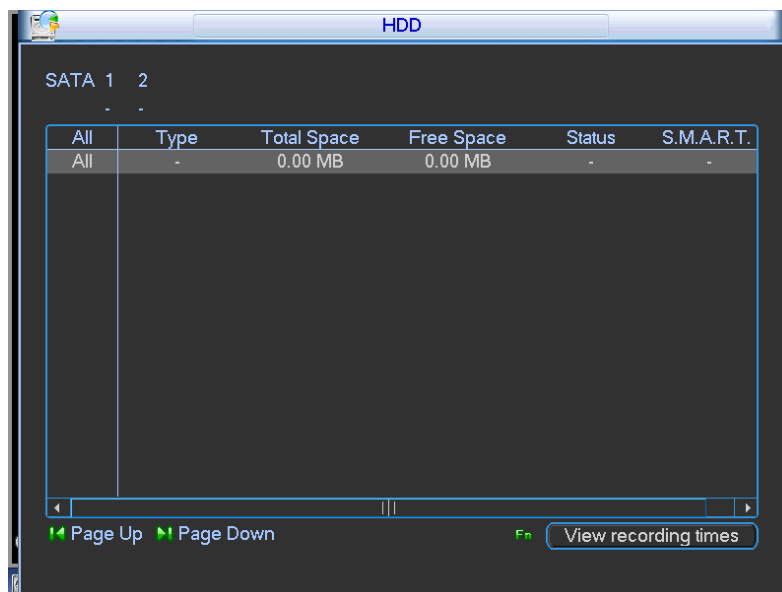 HDD
SATA 1 2
- -
All Type Total Space Free Space Status S.M.A.R.T.
All - 0.00 MB 0.00 MB - -
Page Up Page Down Fn View recording times